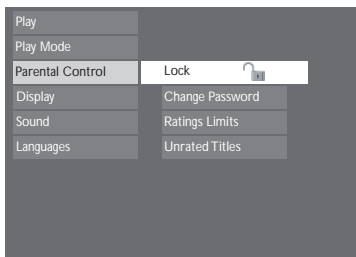 Play
Play Mode
Parental Control
Lock
Display
Change Password
Sound
Ratings Limits
Languages
Unrated Titles